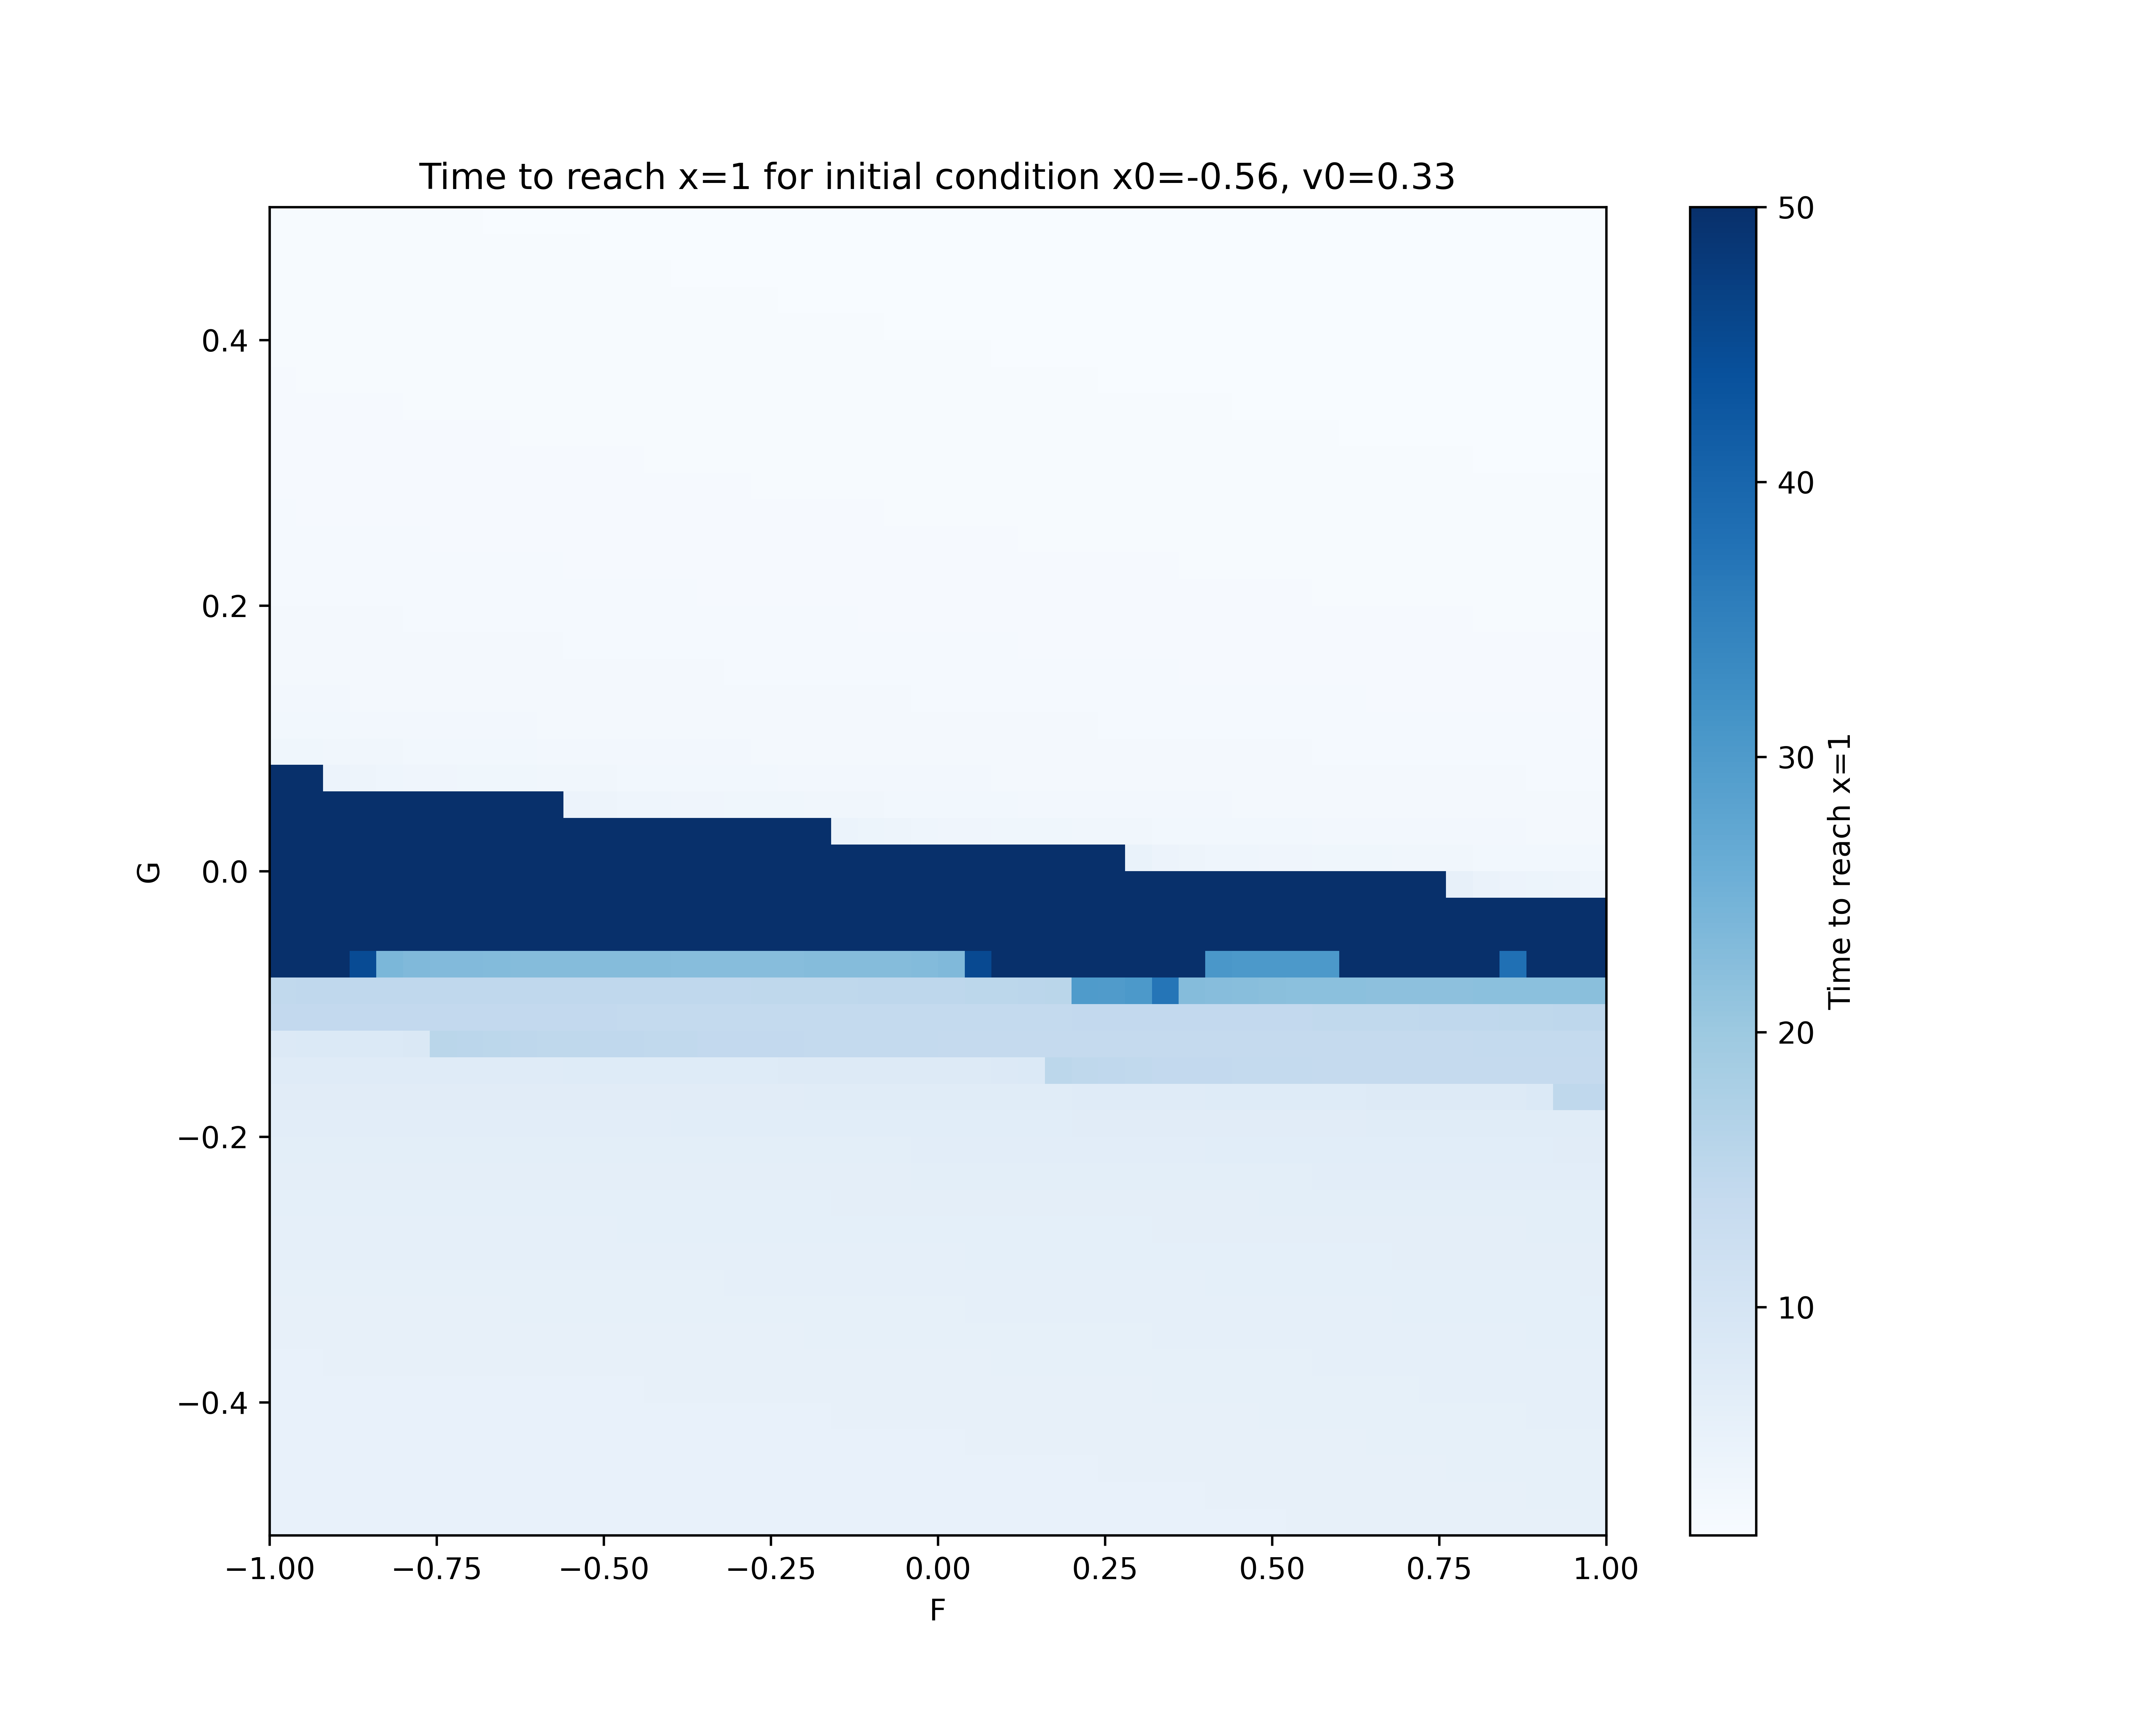 Time to reach x=1 for initial condition x0=-0.56, v0=0.33
G
0.4
0.2
0.0
−0.2
−0.4
−1.00 −0.75 −0.50 −0.25 0.00 0.25 0.50 0.75 1.00
F
50
40
30
20
10
Time to reach x=1